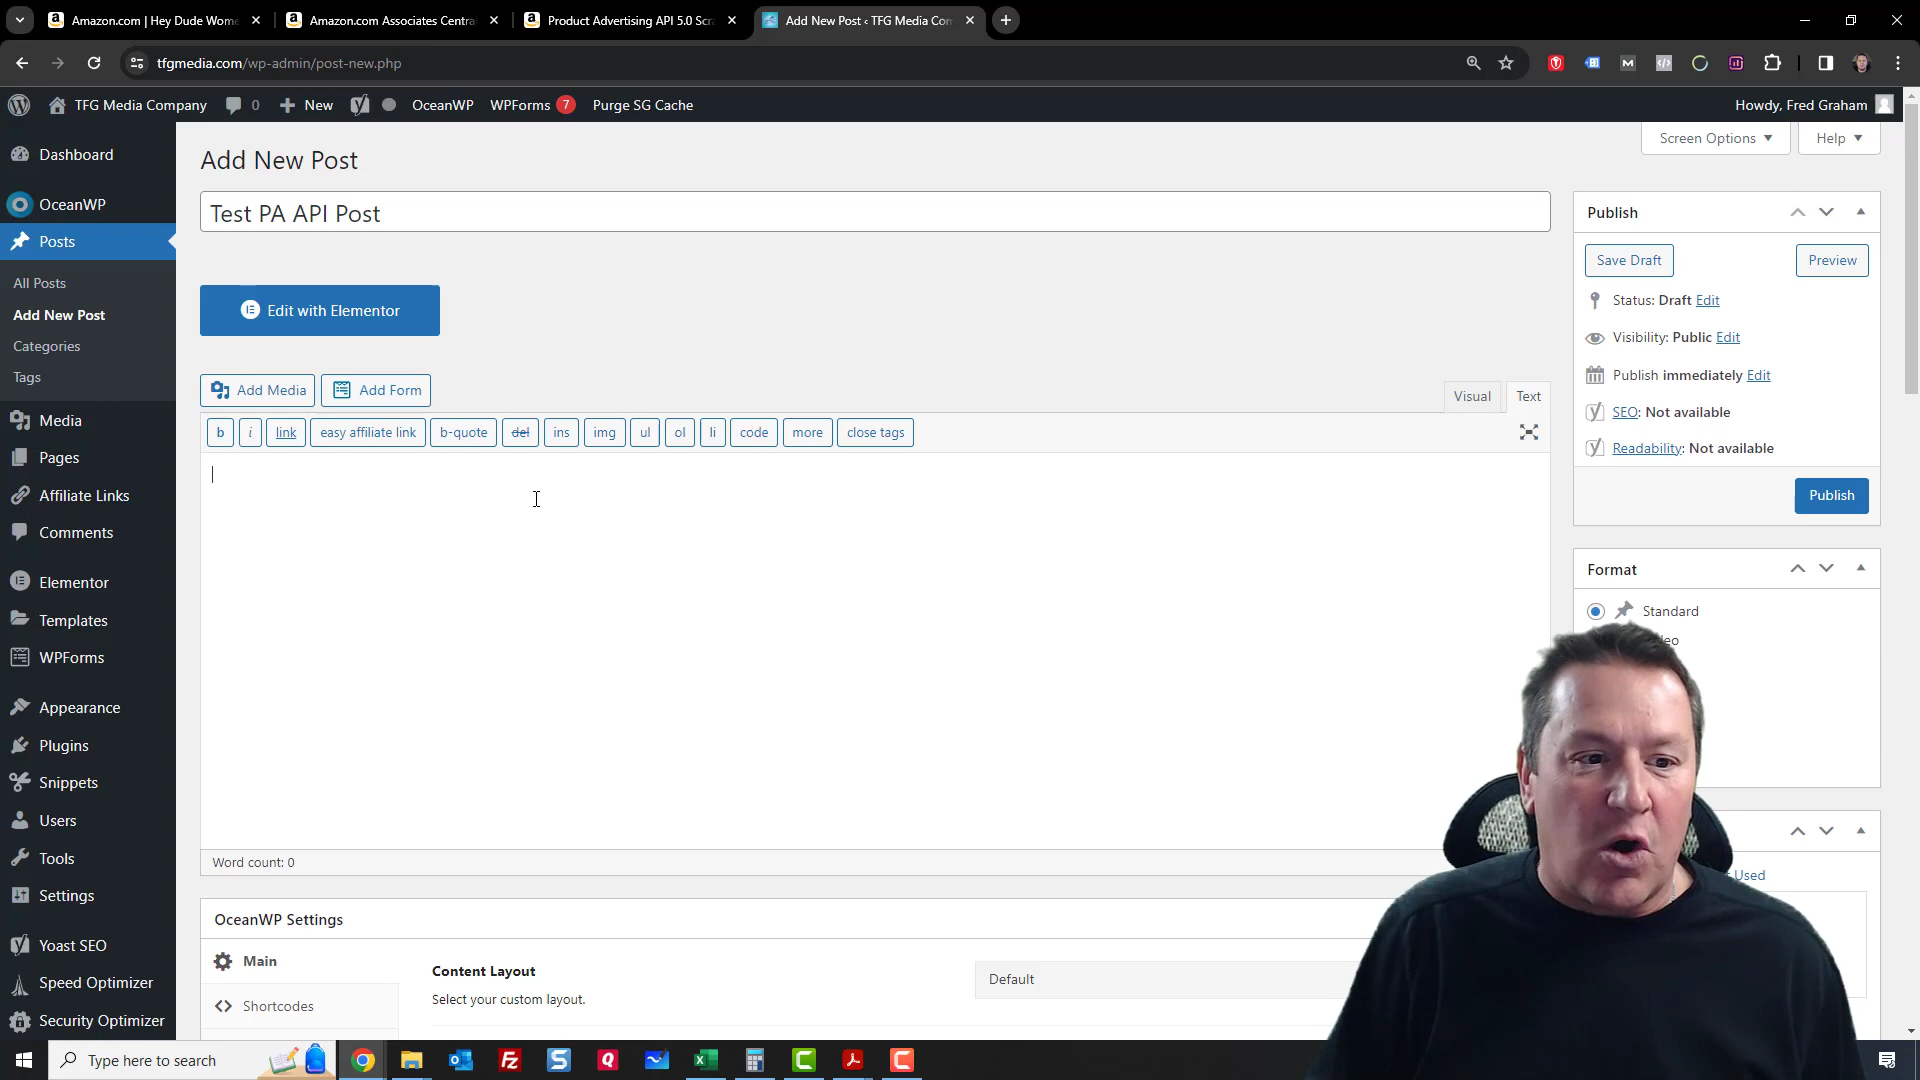 Amazon.com | Hey Dude Wome
Amazon.com Associates Centra
Product Advertising API 5.0 Scra
Add New Post ‹ TFG Media Com
tfgmedia.com/wp-admin/post-new.php
TFG Media Company
0
New
OceanWP
WPForms 7
Purge SG Cache
Howdy, Fred Graham
Screen Options
Help
Dashboard
OceanWP
Posts
All Posts
Add New Post
Categories
Tags
Media
Pages
Affiliate Links
Comments
Elementor
Templates
WPForms
Appearance
Plugins
Snippets
Users
Tools
Settings
Yoast SEO
Speed Optimizer
Security Optimizer
Add New Post
Test PA API Post
Edit with Elementor
Add Media
Add Form
Visual
Text
b
i
link
easy affiliate link
b-quote
del
ins
img
ul
ol
li
code
more
close tags
Word count: 0
OceanWP Settings
Main
Shortcodes
Content Layout
Select your custom layout.
Default
Publish
Save Draft
Preview
Status: Draft Edit
Visibility: Public Edit
Publish immediately Edit
SEO: Not available
Readability: Not available
Publish
Format
Standard
Used
Type here to search